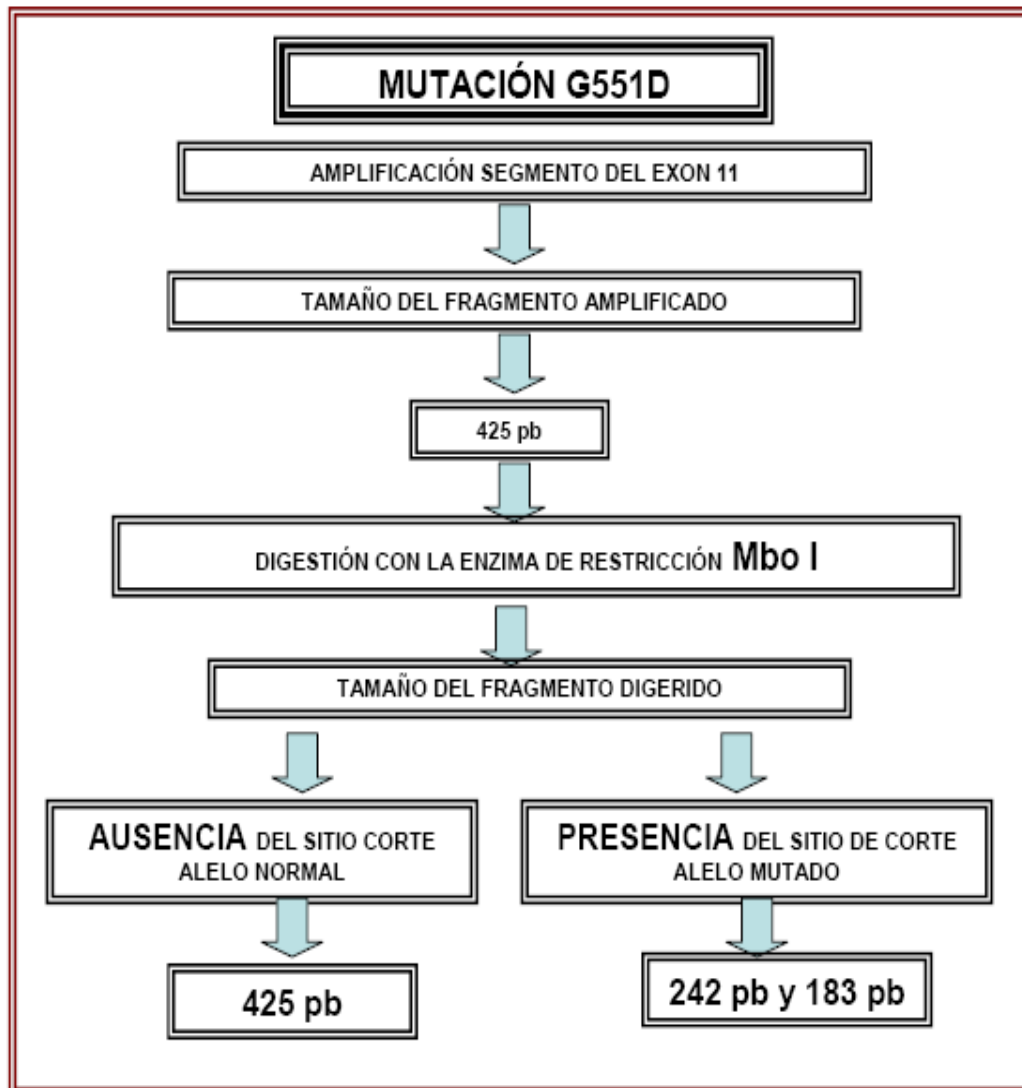 MUTACIÓN G551D
AMPLIFICACIÓN SEGMENTO DEL EXON 11
TAMAÑO DEL FRAGMENTO AMPLIFICADO
425 pb
DIGESTIÓN CON LA ENZIMA DE RESTRICCIÓN Mbo I
TAMAÑO DEL FRAGMENTO DIGERIDO
AUSENCIA DEL SITIO CORTE
ALELO NORMAL
PRESENCIA DEL SITIO DE CORTE
ALELO MUTADO
425 pb
242 pb y 183 pb